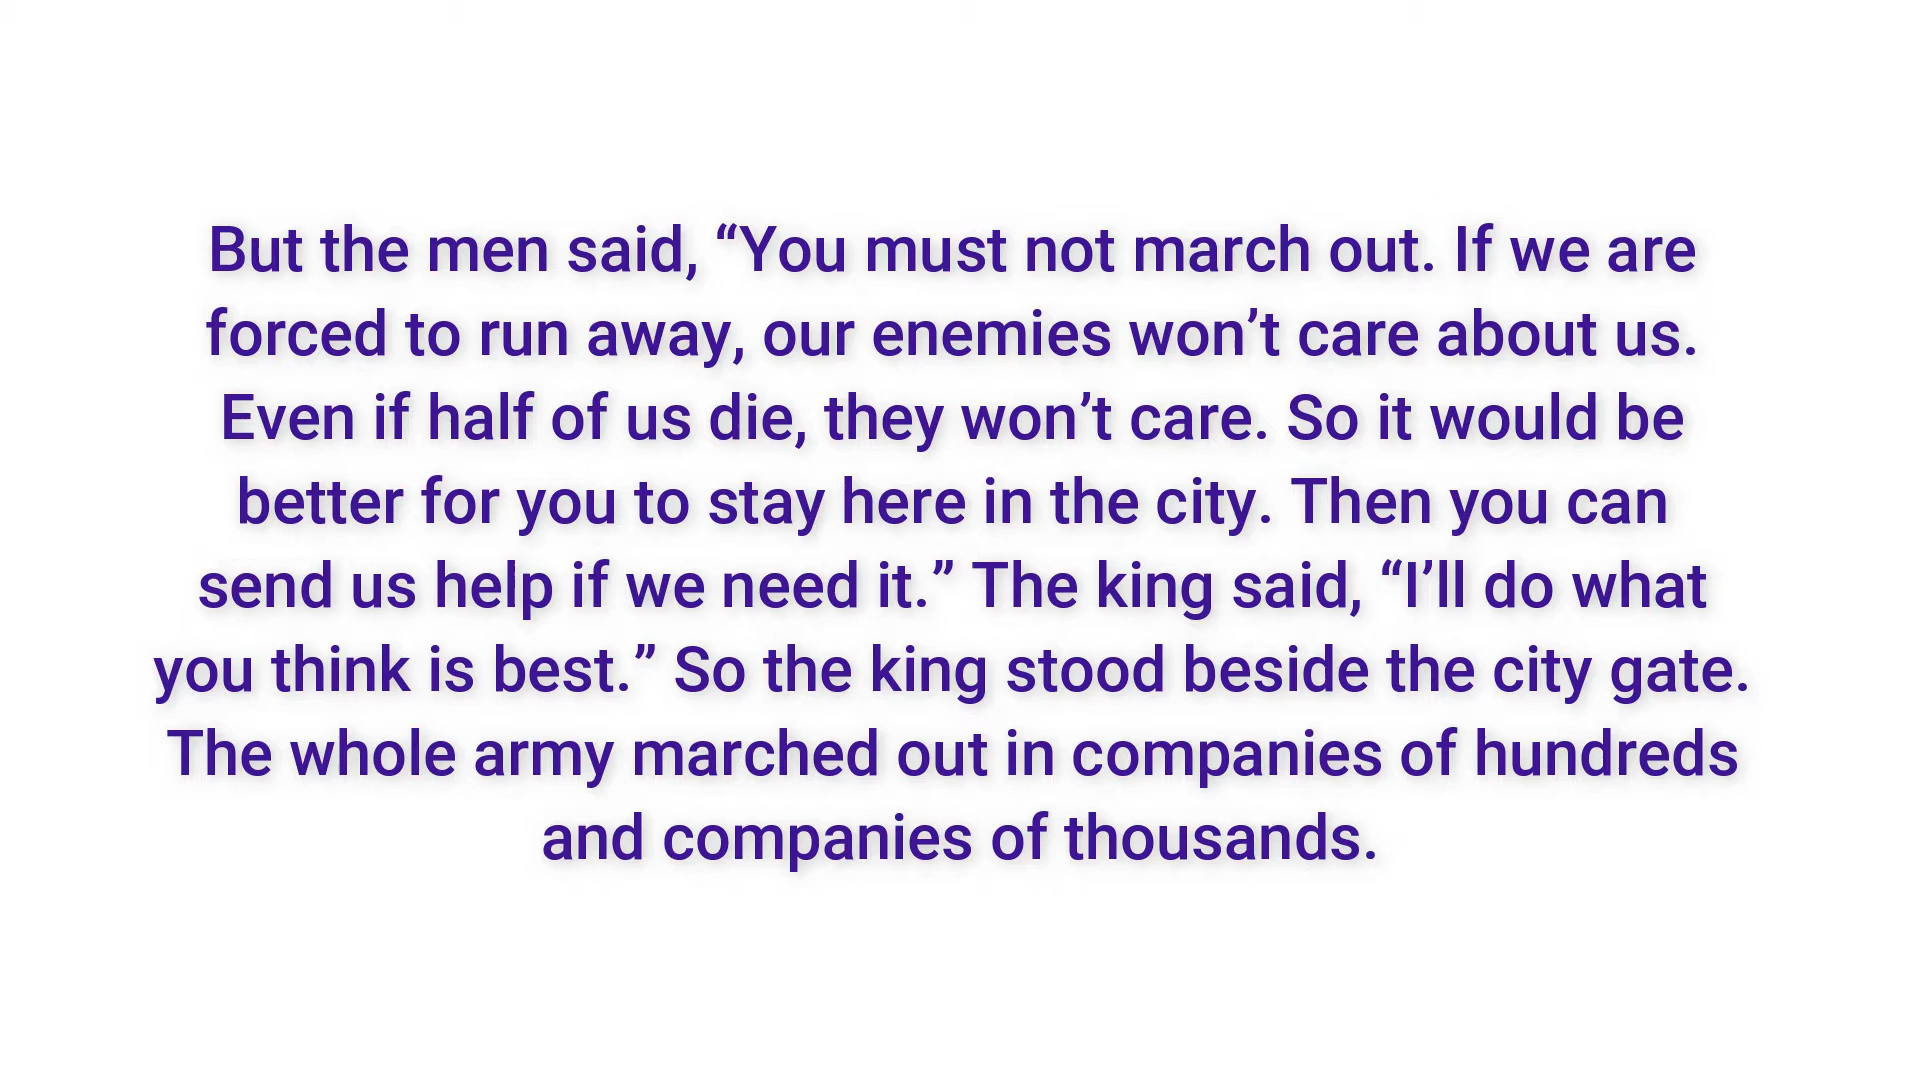 But the men said, “You must not march out. If we are
forced to run away, our enemies won’t care about us.
Even if half of us die, they won’t care. So it would be
better for you to stay here in the city. Then you can
send us help if we need it.” The king said, “I’ll do what
you think is best.” So the king stood beside the city gate.
The whole army marched out in companies of hundreds
and companies of thousands.